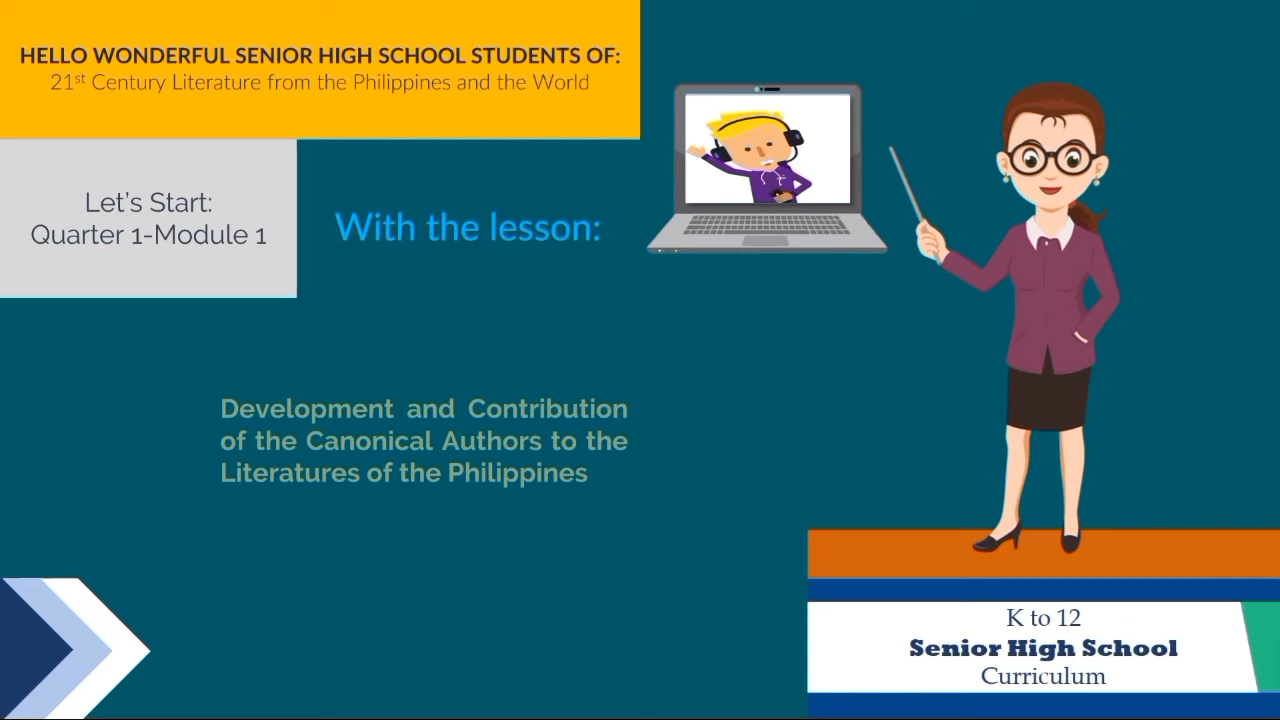 HELLO WONDERFUL SENIOR HIGH SCHOOL STUDENTS OF:
21st Century Literature from the Philippines and the World
Let's Start:
Quarter 1-Module 1
With the lesson:
Development and Contribution
of the Canonical Authors to the
Literatures of the Philippines
K to 12
Senior High School
Curriculum